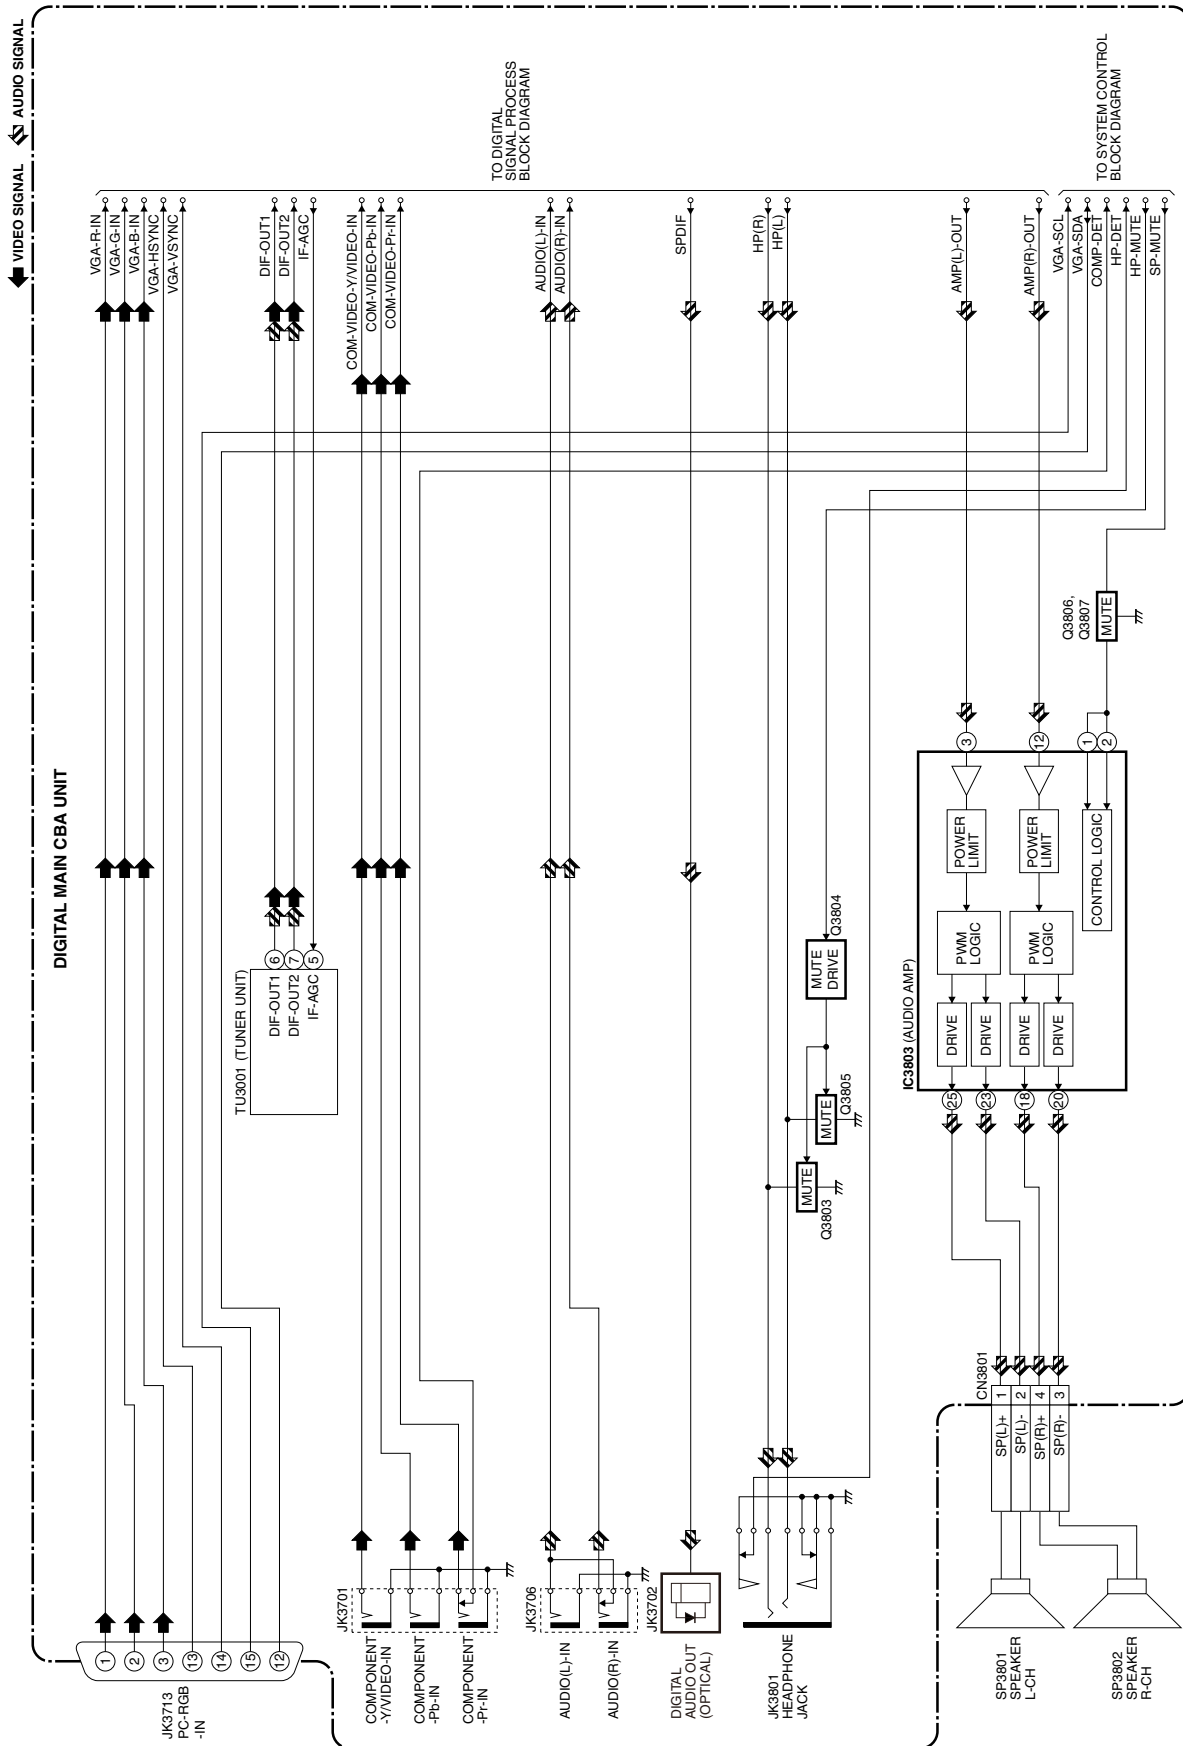 VIDEO SIGNAL
AUDIO SIGNAL
DIGITAL MAIN CBA UNIT
JK3713
PC-RGB
-IN
1
2
3
13
14
15
12
VGA-R-IN
VGA-G-IN
VGA-B-IN
VGA-HSYNC
VGA-VSYNC
TU3001 (TUNER UNIT)
DIF-OUT1
DIF-OUT2
IF-AGC
6
7
5
DIF-OUT1
DIF-OUT2
IF-AGC
JK3701
COMPONENT
-Y/VIDEO-IN
COMPONENT
-Pb-IN
COMPONENT
-Pr-IN
COM-VIDEO-Y/VIDEO-IN
COM-VIDEO-Pb-IN
COM-VIDEO-Pr-IN
TO DIGITAL
SIGNAL PROCESS
BLOCK DIAGRAM
JK3706
AUDIO(L)-IN
AUDIO(R)-IN
AUDIO(L)-IN
AUDIO(R)-IN
JK3702
DIGITAL
AUDIO OUT
(OPTICAL)
SPDIF
JK3801
HEADPHONE
JACK
HP(R)
HP(L)
MUTE
Q3803
MUTE
Q3805
MUTE
DRIVE
Q3804
AMP(L)-OUT
AMP(R)-OUT
VGA-SCL
VGA-SDA
COMP-DET
HP-DET
HP-MUTE
SP-MUTE
TO SYSTEM CONTROL
BLOCK DIAGRAM
Q3806,
Q3807
MUTE
IC3803 (AUDIO AMP)
25
23
18
20
DRIVE
DRIVE
DRIVE
DRIVE
PWM
LOGIC
PWM
LOGIC
POWER
LIMIT
POWER
LIMIT
CONTROL LOGIC
3
12
1
2
CN3801
SP(L)+
1
SP(L)-
2
SP(R)+
4
SP(R)-
3
SP3801
SPEAKER
L-CH
SP3802
SPEAKER
R-CH